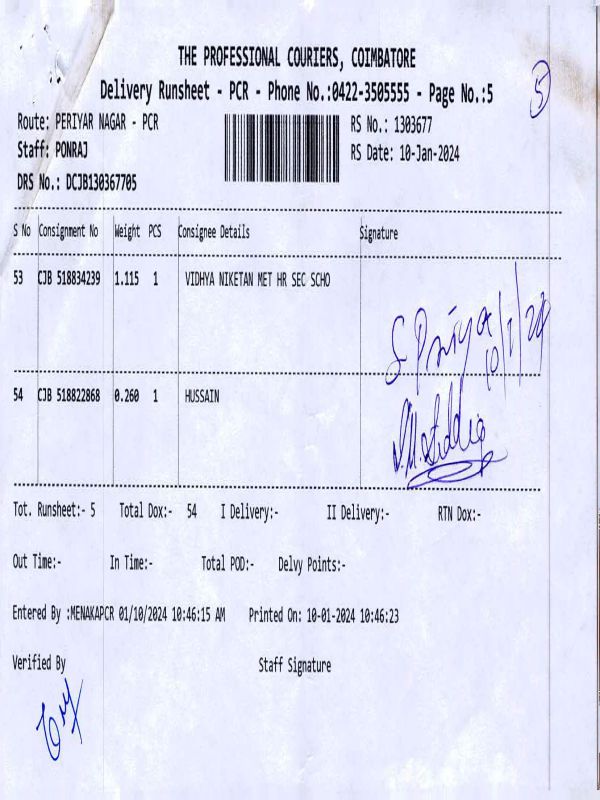 THE PROFESSIONAL COURIERS, COIMBATORE
Delivery Runsheet - PCR - Phone No.:0422-3505555 - Page No.:5
5
Route: PERIYAR NAGAR - PCR
RS No.: 1303677
Staff: PONRAJ
RS Date: 10-Jan-2024
DRS No.: DCJB130367705
S No Consignment No Weight PCS Consignee Details Signature
53 CJB 518834239 1.115 1 VIDHYA NIKETAN MET HR SEC SCHO
S. Priya
10/1/24
54 CJB 518822868 0.260 1 HUSSAIN
Tot. Runsheet:- 5 Total Dox:- 54 I Delivery:- II Delivery:- RTN Dox:-
Out Time:- In Time:- Total POD:- Delvy Points:-
Entered By :MENAKAPCR 01/10/2024 10:46:15 AM Printed On: 10-01-2024 10:46:23
Verified By Staff Signature